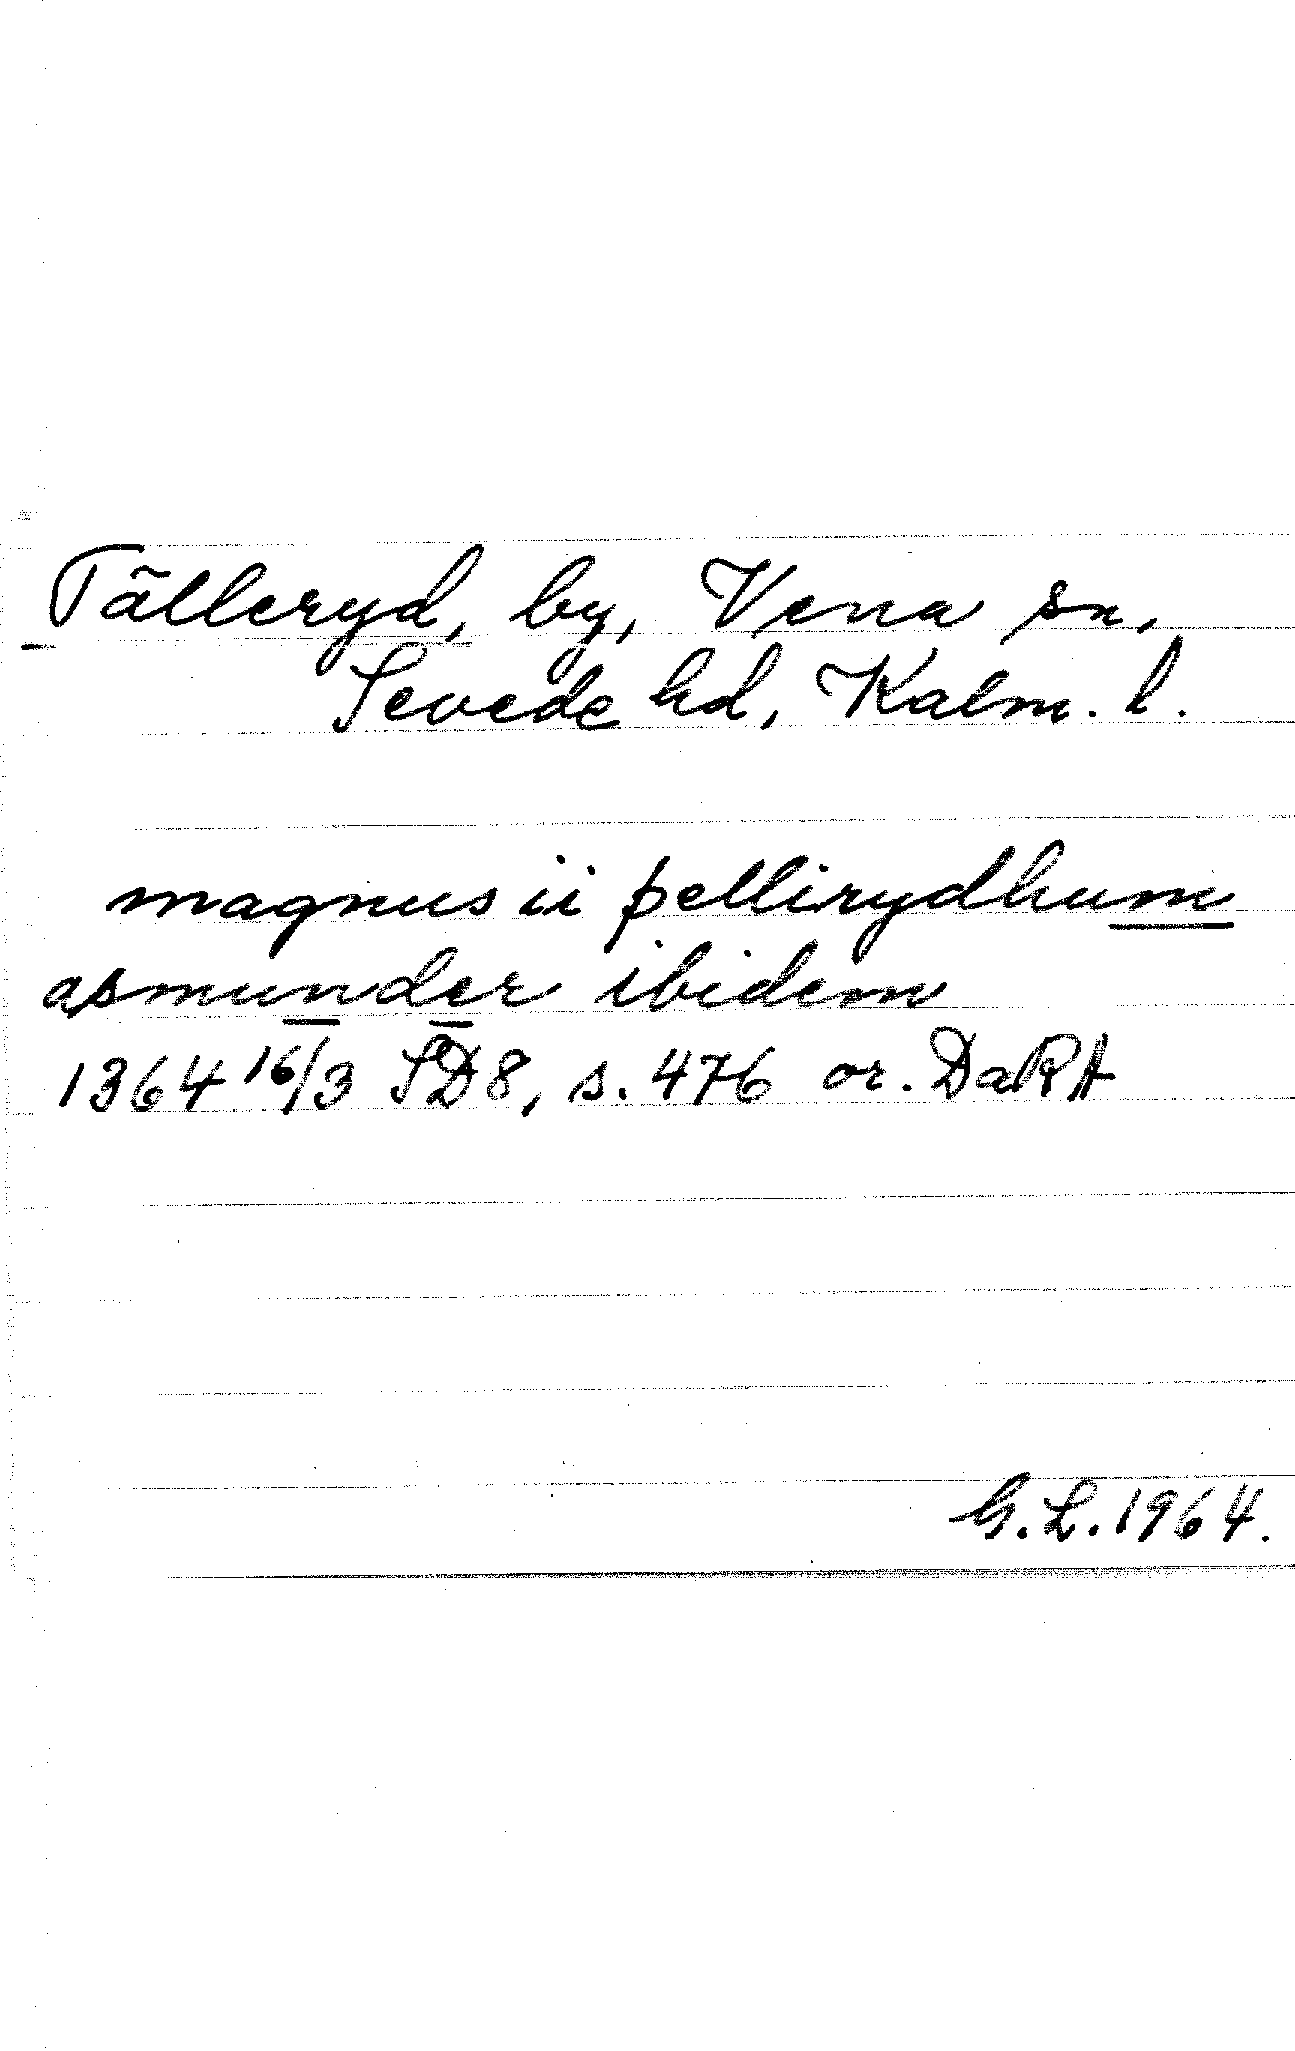 Tälleryd, by, Vena sn,
Sevede hd, Kalm. l.
magnus ii þellirydhum
asmunder ibidem
1364 16/3 SD 8, s. 476 or. DaRA
G.L. 1964.